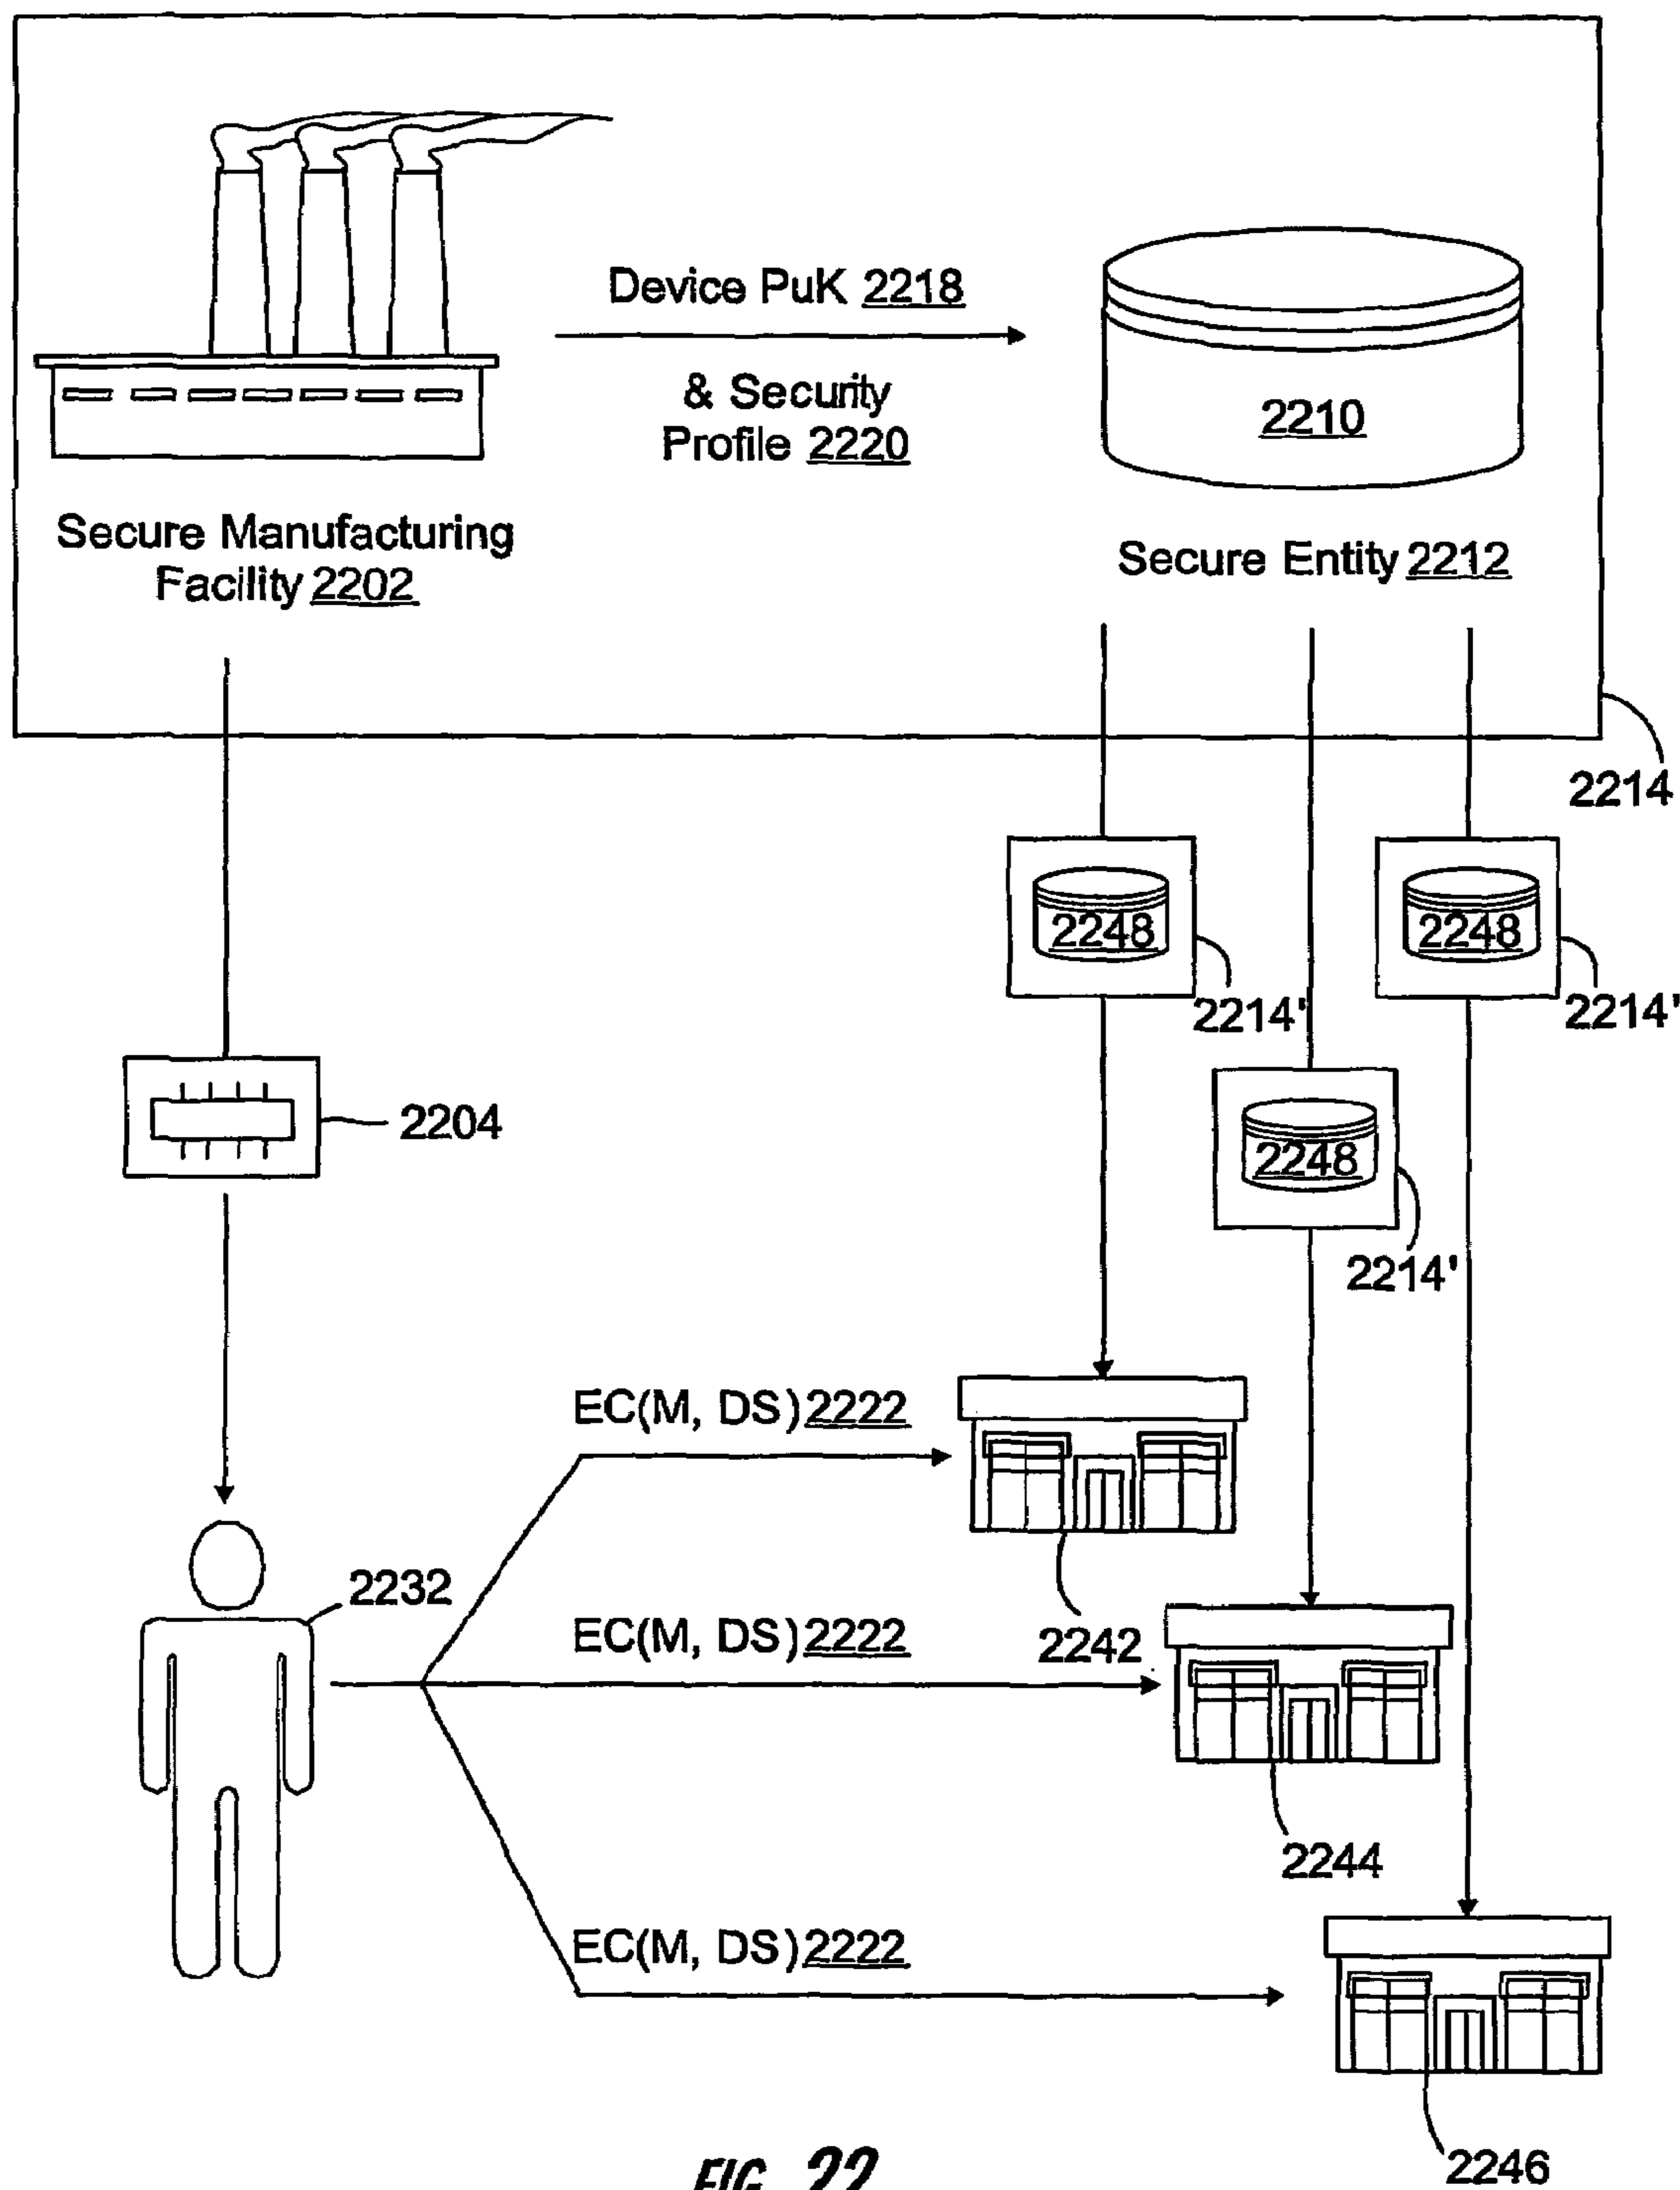 Device PuK 2218
& Security
Profile 2220
2210
Secure Manufacturing
Facility 2202
Secure Entity 2212
2214
2248
2248
2214'
2214'
2204
2248
2214'
EC(M, DS) 2222
2232
EC(M, DS) 2222
2242
2244
EC(M, DS) 2222
2246
FIG. 22